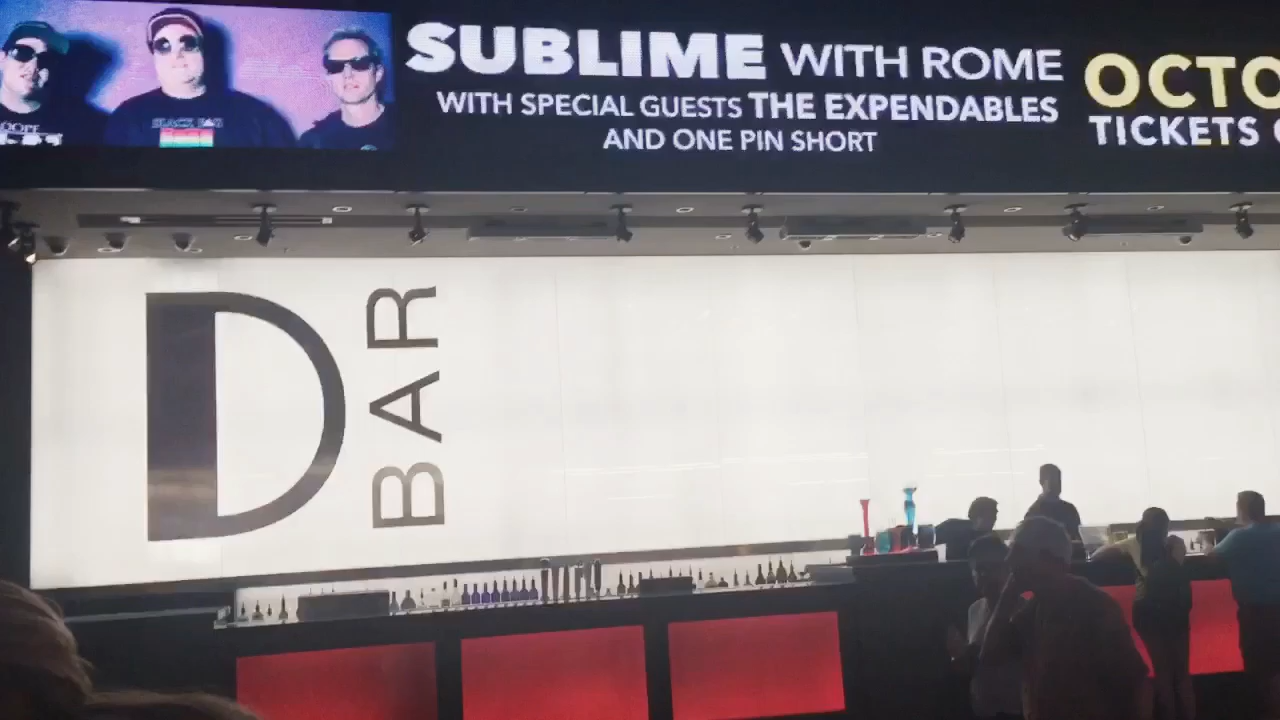 SUBLIME WITH ROME
WITH SPECIAL GUESTS THE EXPENDABLES
AND ONE PIN SHORT
OCTO
TICKETS
D
BAR